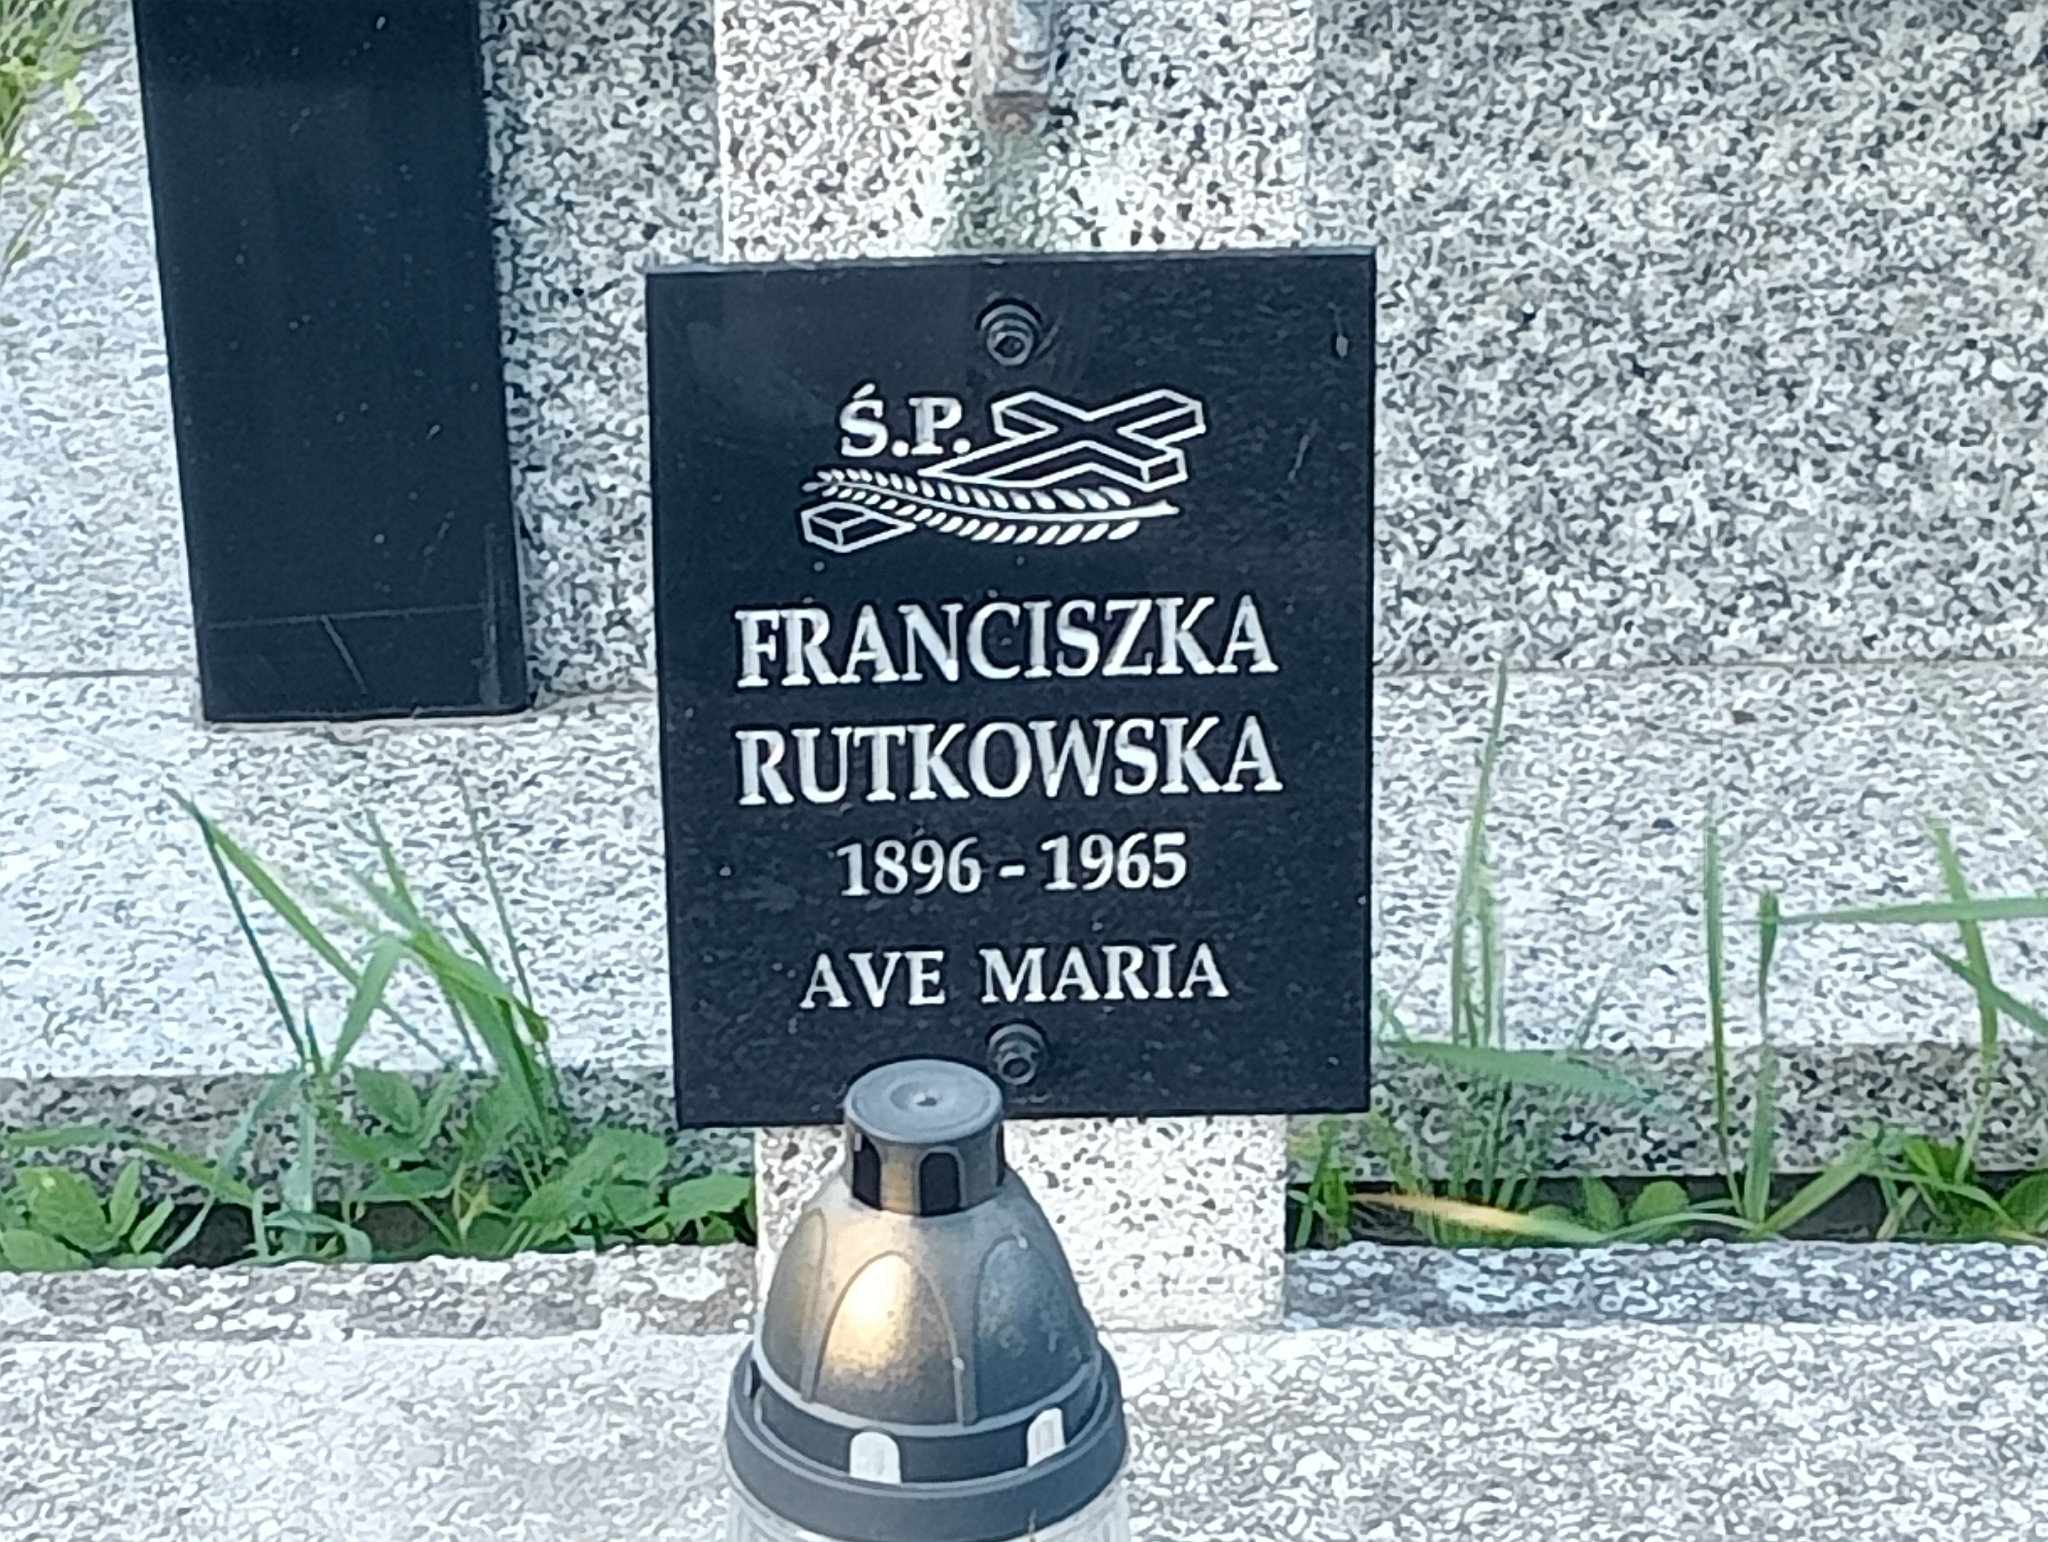 Ś.P.
FRANCISZKA
RUTKOWSKA
1896 - 1965
AVE MARIA